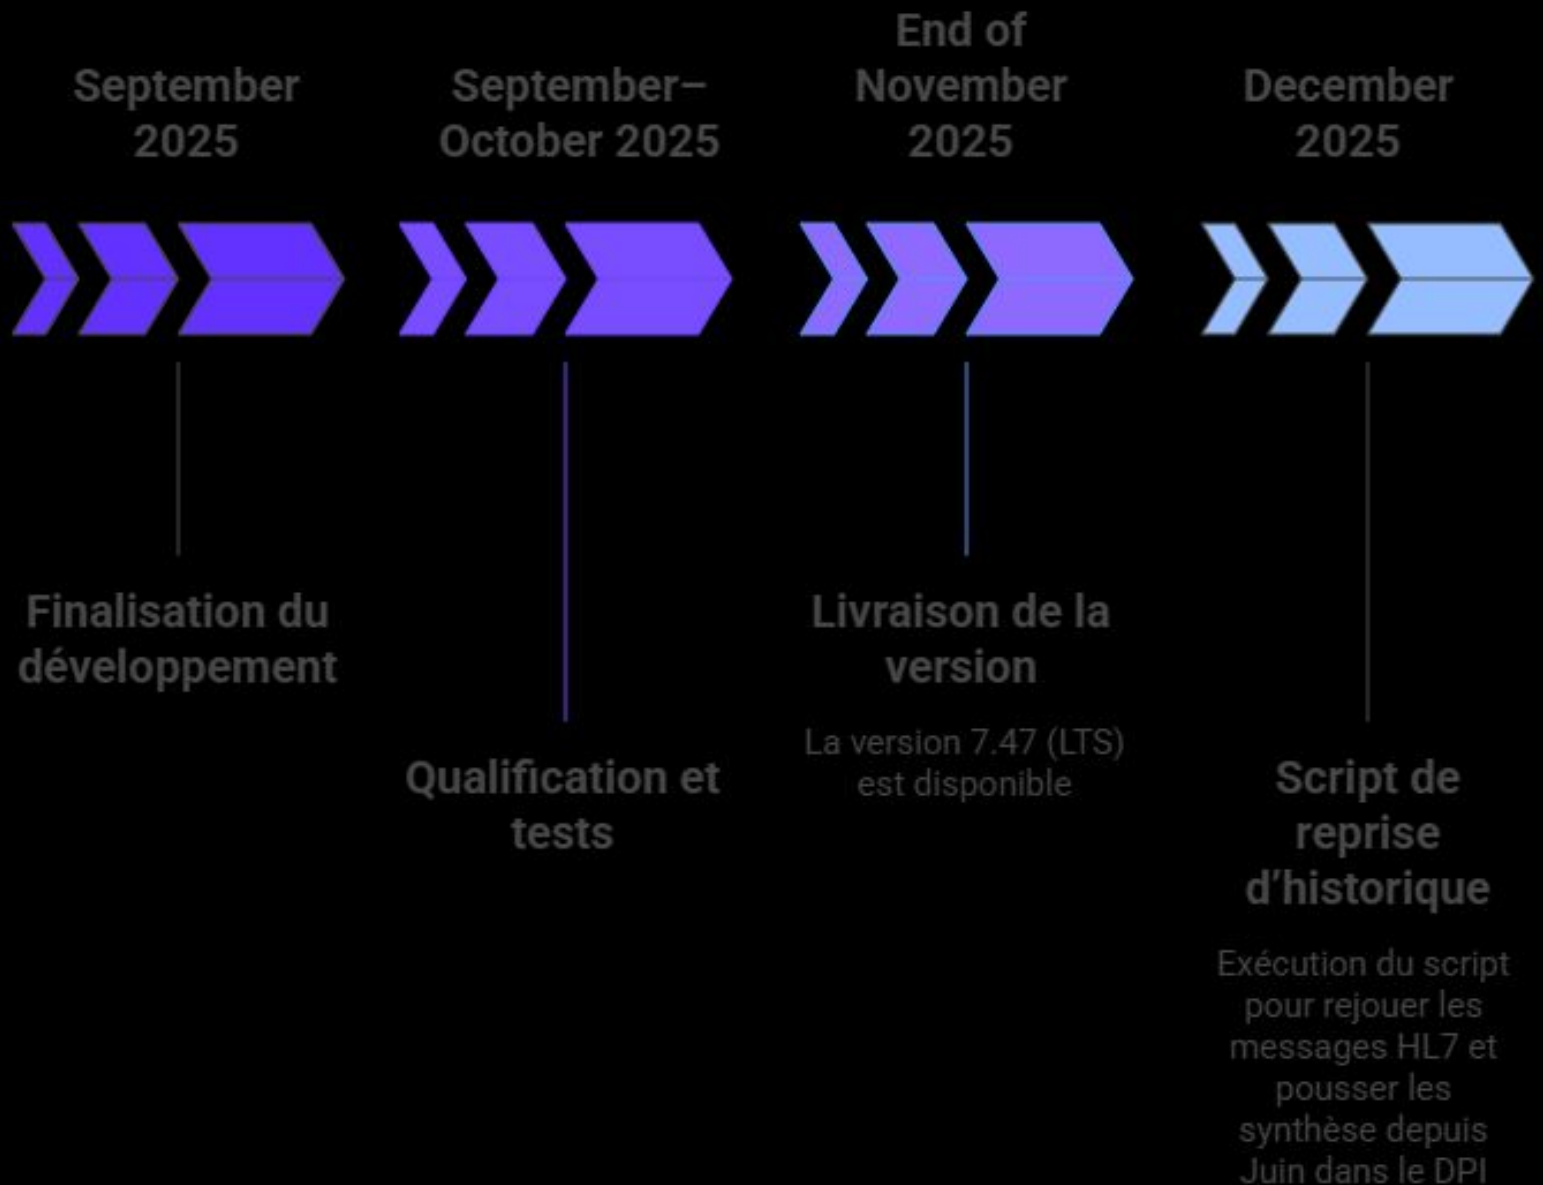 September
2025
September–
October 2025
End of
November
2025
December
2025
Finalisation du
développement
Qualification et
tests
Livraison de la
version
La version 7.47 (LTS)
est disponible
Script de
reprise
d’historique
Exécution du script
pour rejouer les
messages HL7 et
pousser les
synthèse depuis
Juin dans le DPI